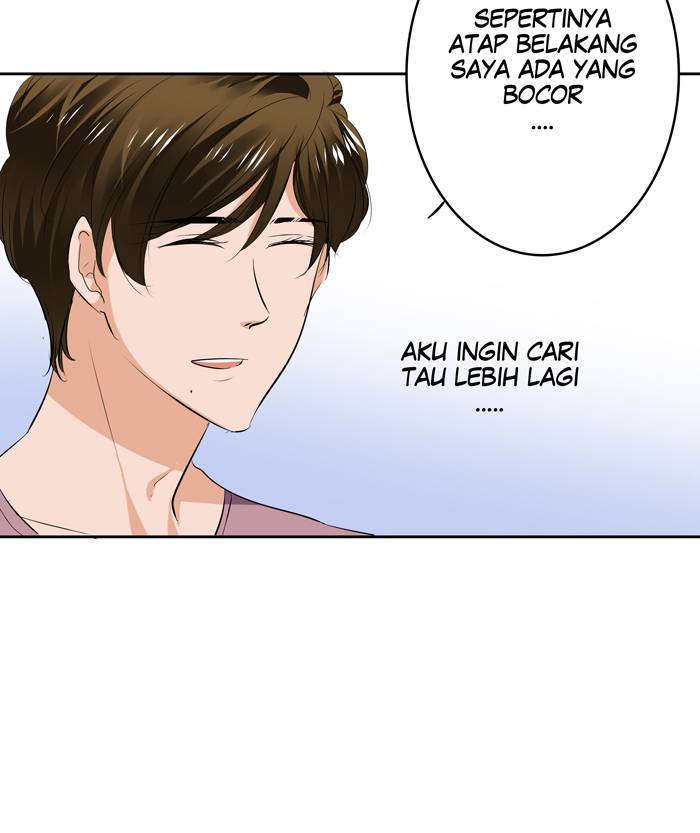 SEPERTINYA
ATAP BELAKANG
SAYA ADA YANG
BOCOR
....
AKU INGIN CARI
TAU LEBIH LAGI
.....